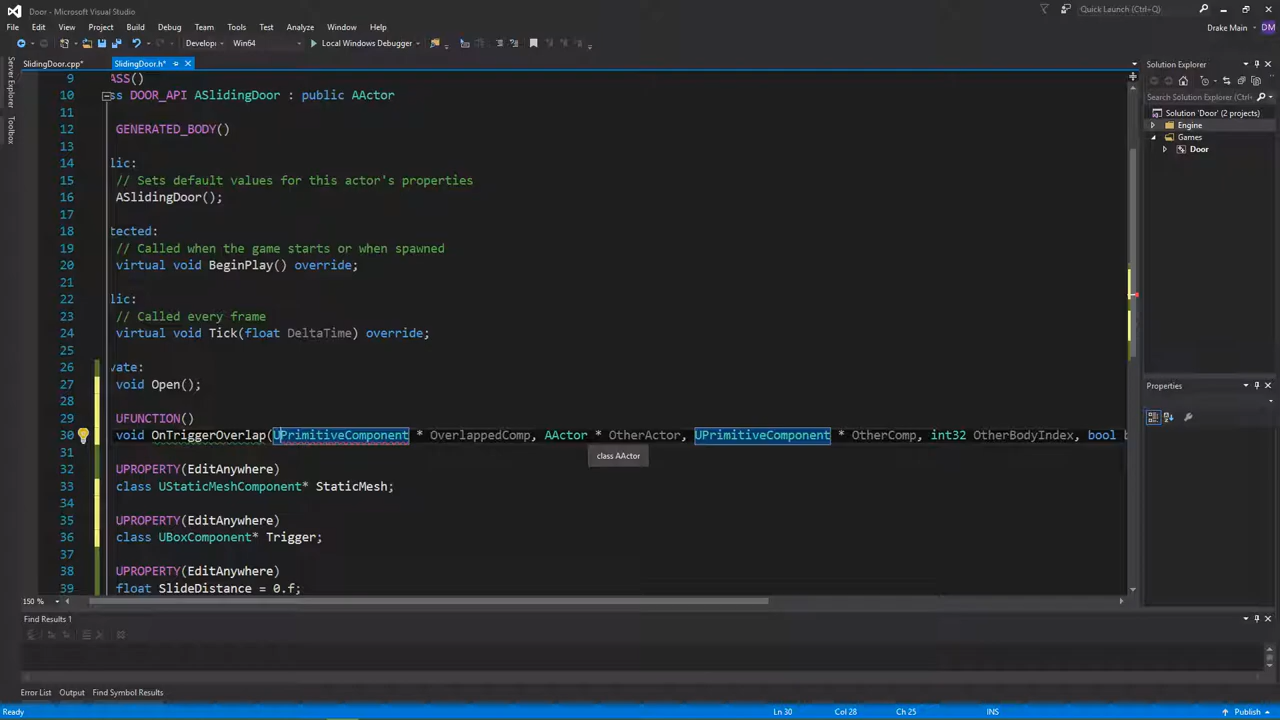 Door - Microsoft Visual Studio
Quick Launch (Ctrl+Q)
File Edit View Project Build Debug Team Tools Test Analyze Window Help
Drake Main DM
Develop Win64 Local Windows Debugger
Server Explorer
Toolbox
SlidingDoor.cpp* SlidingDoor.h*
9 ASS()
10 ss DOOR_API ASlidingDoor : public AActor
11
12 GENERATED_BODY()
13
14 lic:
15 // Sets default values for this actor's properties
16 ASlidingDoor();
17
18 tected:
19 // Called when the game starts or when spawned
20 virtual void BeginPlay() override;
21
22 lic:
23 // Called every frame
24 virtual void Tick(float DeltaTime) override;
25
26 vate:
27 void Open();
28
29 UFUNCTION()
30 void OnTriggerOverlap(UPrimitiveComponent * OverlappedComp, AActor * OtherActor, UPrimitiveComponent * OtherComp, int32 OtherBodyIndex, bool b
class AActor
31
32 UPROPERTY(EditAnywhere)
33 class UStaticMeshComponent* StaticMesh;
34
35 UPROPERTY(EditAnywhere)
36 class UBoxComponent* Trigger;
37
38 UPROPERTY(EditAnywhere)
39 float SlideDistance = 0.f;
150 %
Solution Explorer
Search Solution Explorer (Ctrl+
Solution 'Door' (2 projects)
Engine
Games
Door
Properties
Find Results 1
Error List Output Find Symbol Results
Ready Ln 30 Col 28 Ch 25 INS Publish